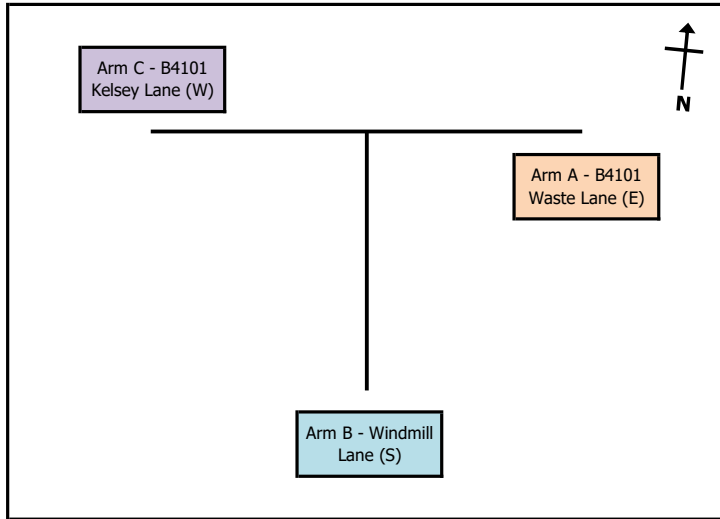 Arm C - B4101
Kelsey Lane (W)
N
Arm A - B4101
Waste Lane (E)
Arm B - Windmill
Lane (S)